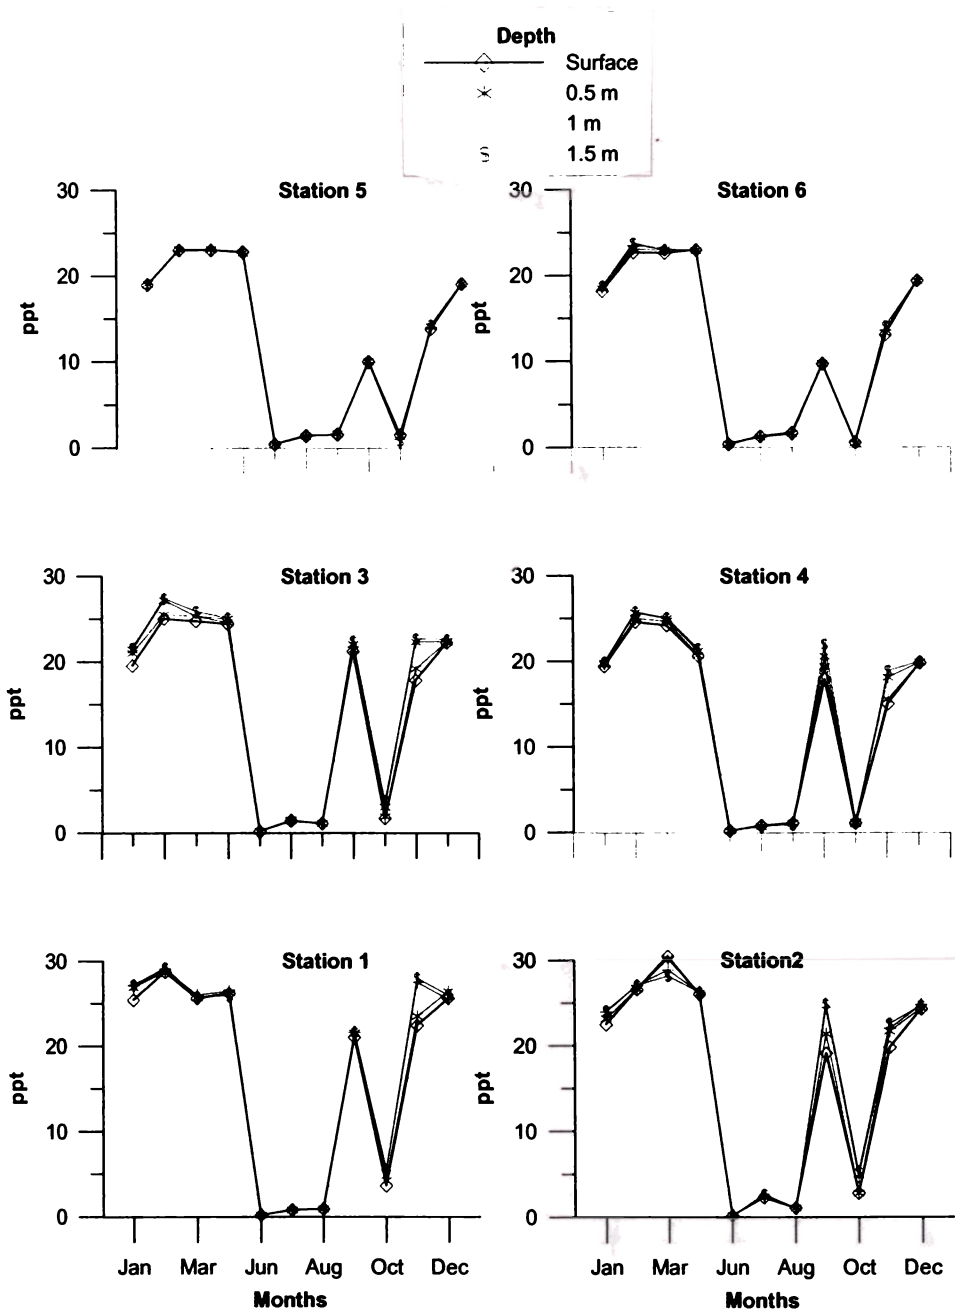 Depth
Surface
0.5 m
1 m
1.5 m
Station 5
30
20
10
0
ppt
Station 6
30
20
10
0
ppt
Station 3
30
20
10
0
ppt
Station 4
30
20
10
0
ppt
Station 1
30
20
10
0
ppt
Jan Mar Jun Aug Oct Dec
Months
Station2
30
20
10
0
ppt
Jan Mar Jun Aug Oct Dec
Months